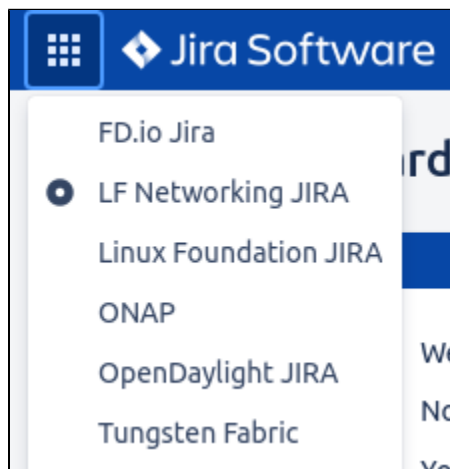 Jira Software
FD.io Jira
LF Networking JIRA
Linux Foundation JIRA
ONAP
OpenDaylight JIRA
Tungsten Fabric